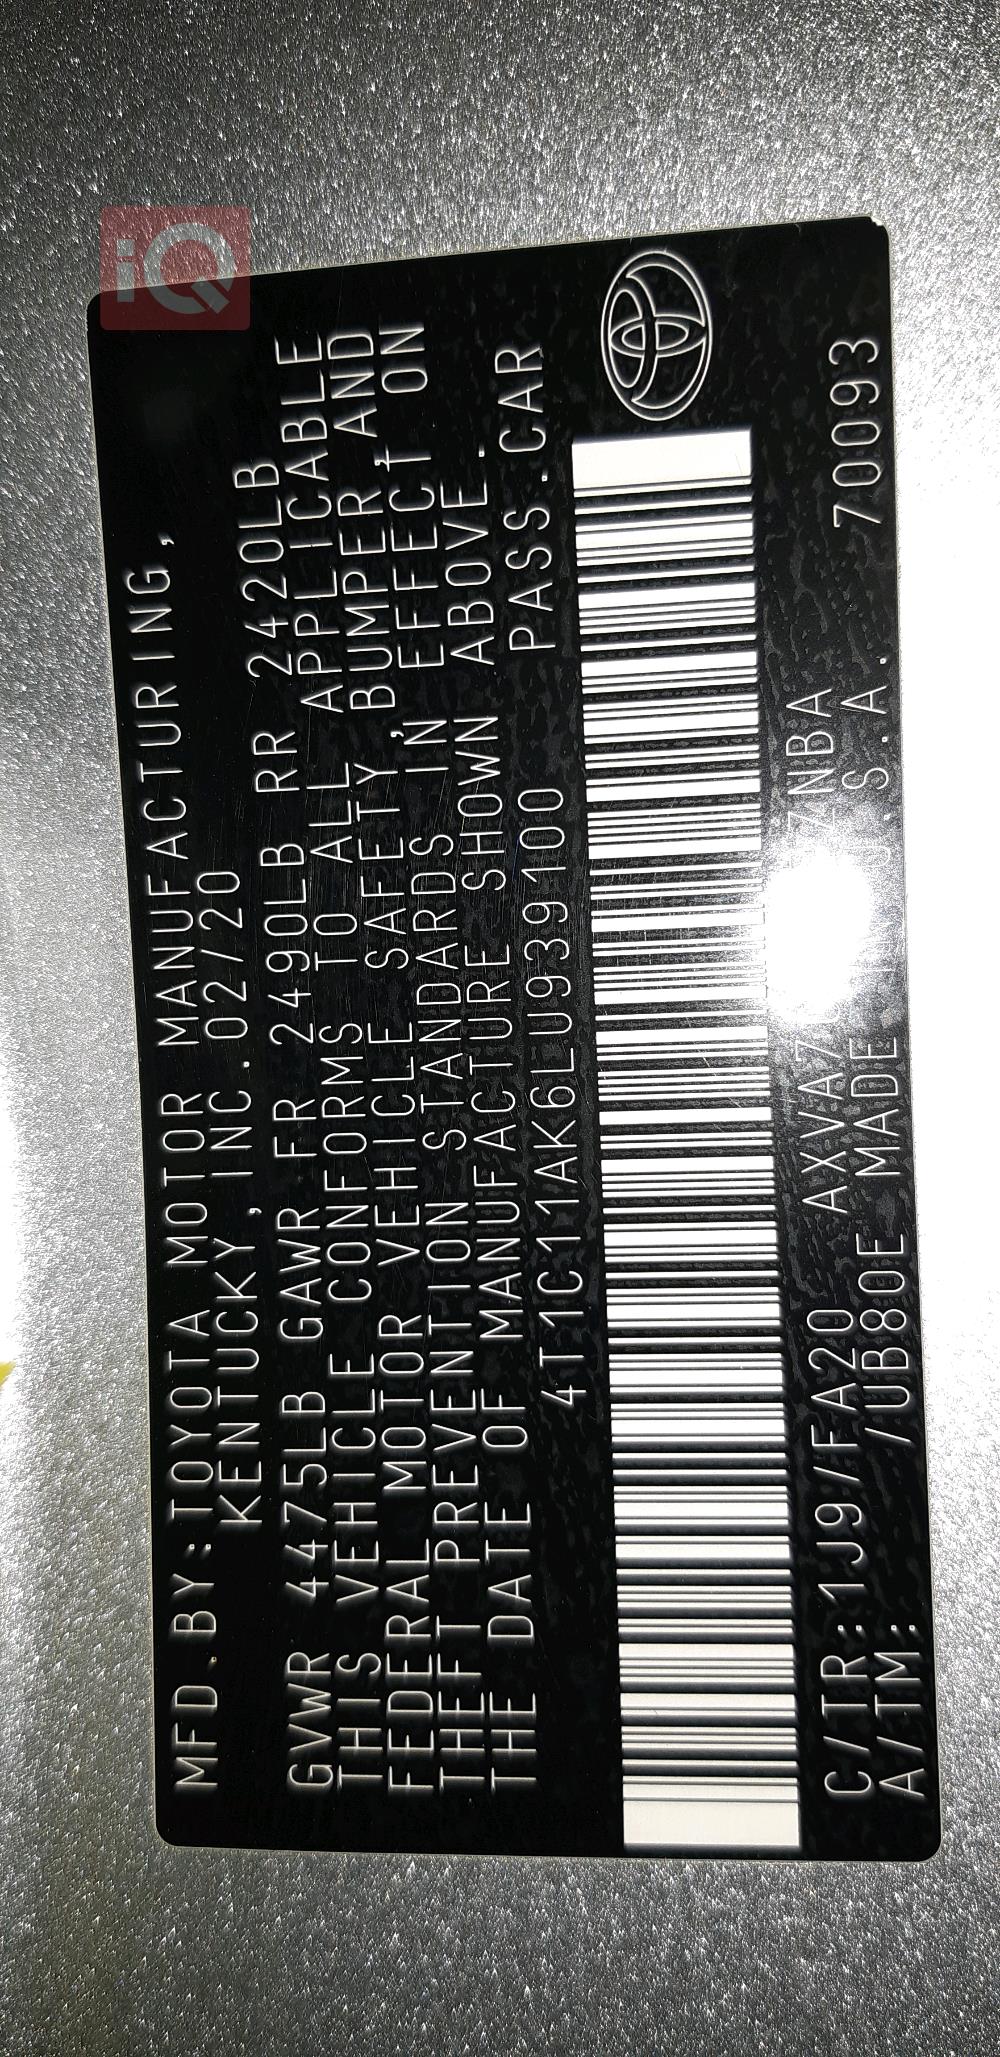 iQ
MFD.BY:TOYOTA MOTOR MANUFACTURING,
KENTUCKY,INC.02/20
GVWR 4475LB GAWR FR 2490LB RR 2420LB
THIS VEHICLE CONFORMS TO ALL APPLICABLE
FEDERAL MOTOR VEHICLE SAFETY,BUMPER,AND
THEFT PREVENTION STANDARDS IN EFFECT ON
THE DATE OF MANUFACTURE SHOWN ABOVE.
4T1C11AK6LU939100 PASS.CAR
C/TR:1J9/FA20
A/TM: /UB80E MADE IN U.S.A. 70093